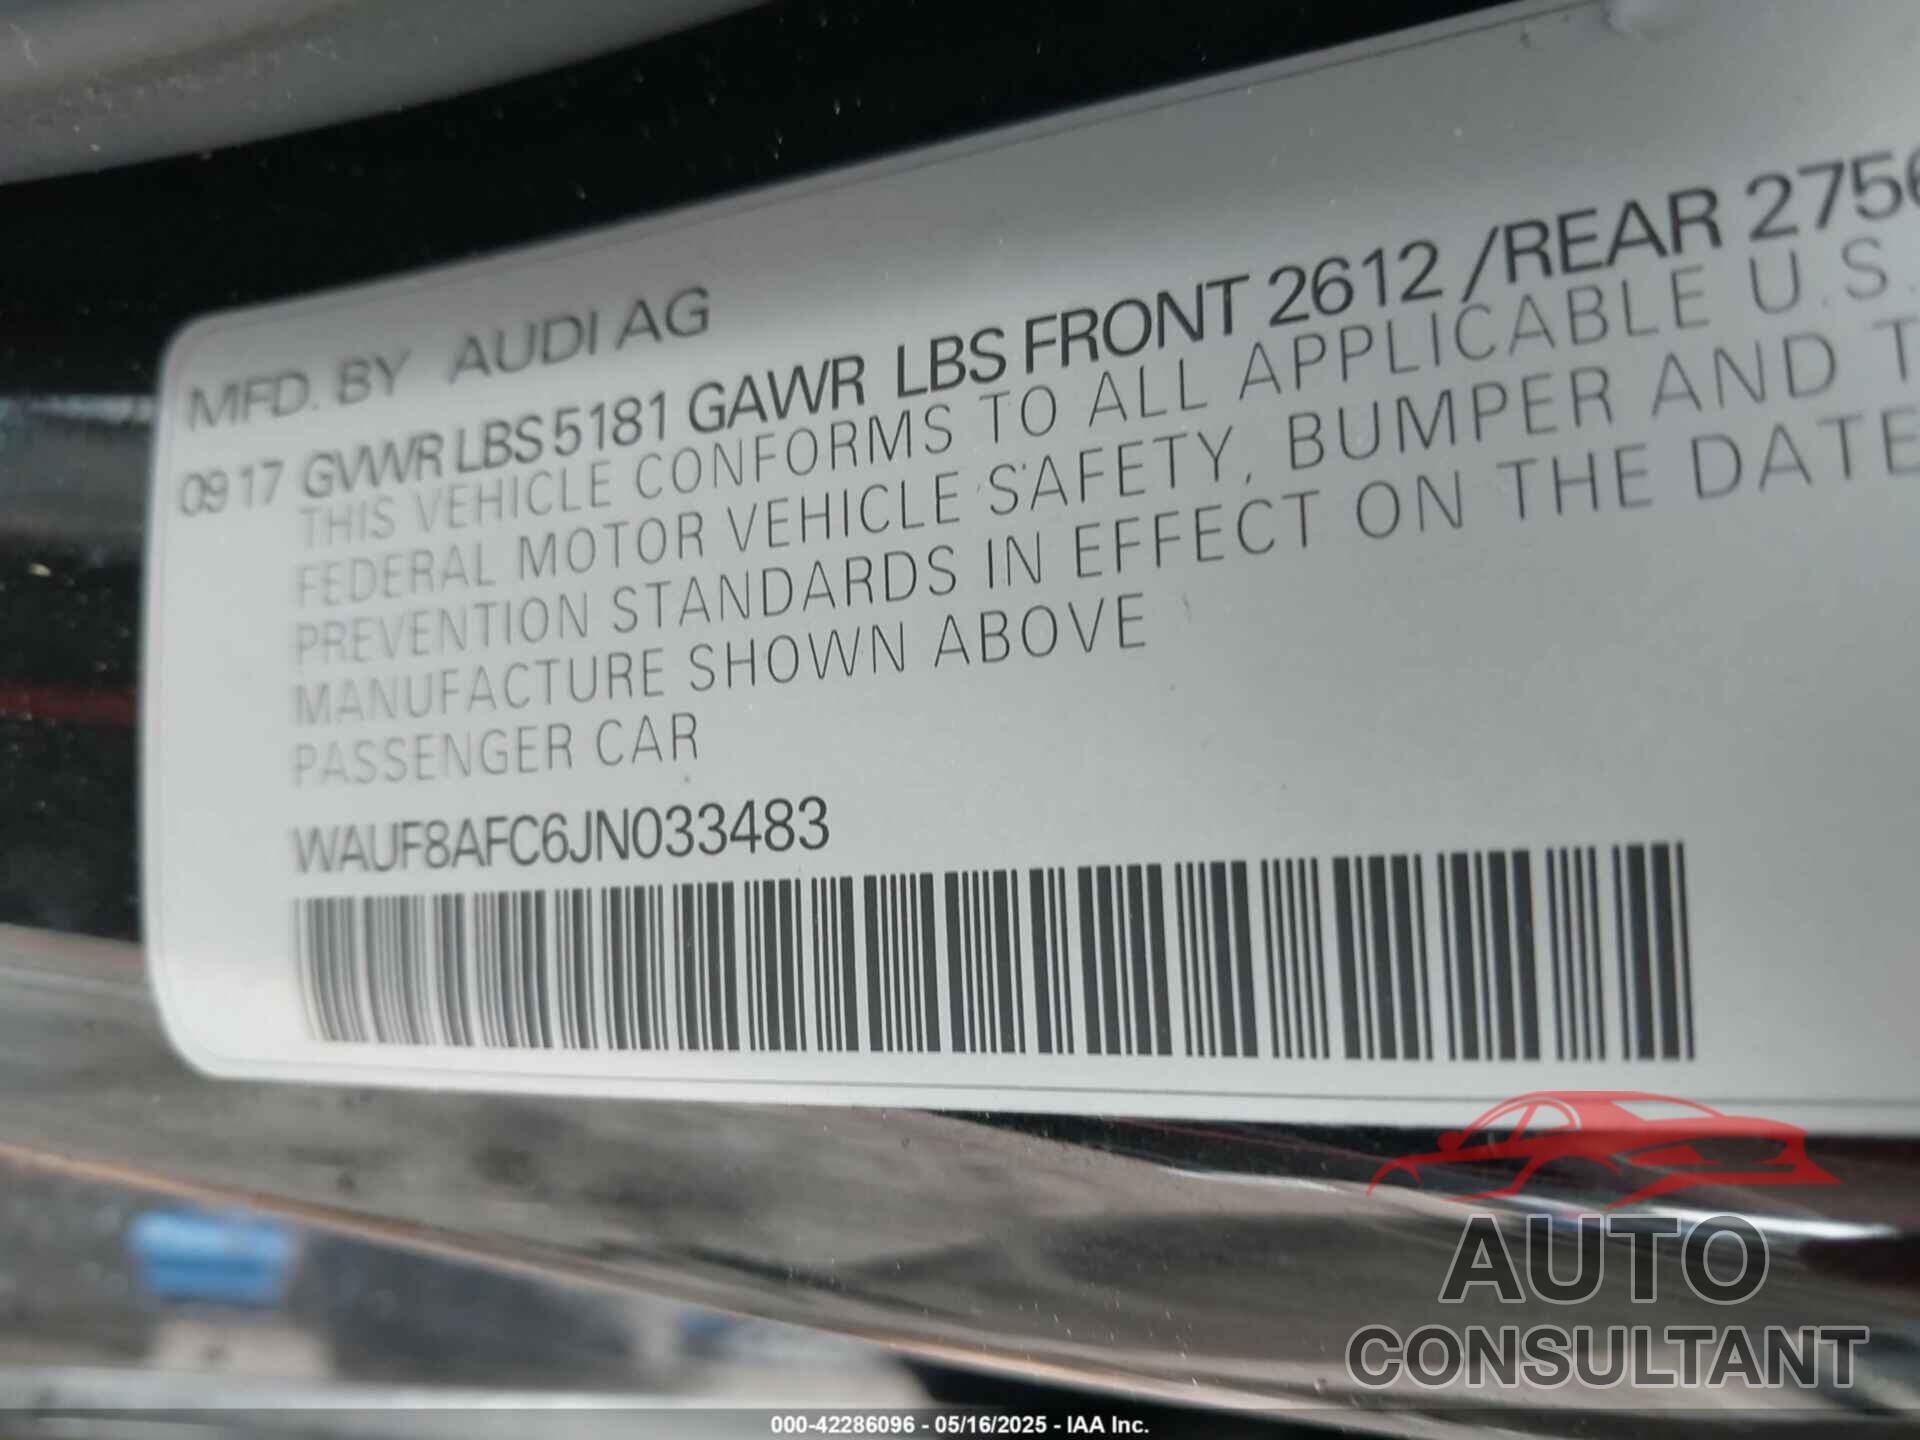 MFD. BY AUDI AG
09 17 GVWR LBS 5181 GAWR LBS FRONT 2612 /REAR 2756
THIS VEHICLE CONFORMS TO ALL APPLICABLE U.S.
FEDERAL MOTOR VEHICLE SAFETY, BUMPER AND T
PREVENTION STANDARDS IN EFFECT ON THE DATE
MANUFACTURE SHOWN ABOVE
PASSENGER CAR
WAUF8AFC6JN033483
AUTO
CONSULTANT
000-42286096 - 05/16/2025 - IAA Inc.